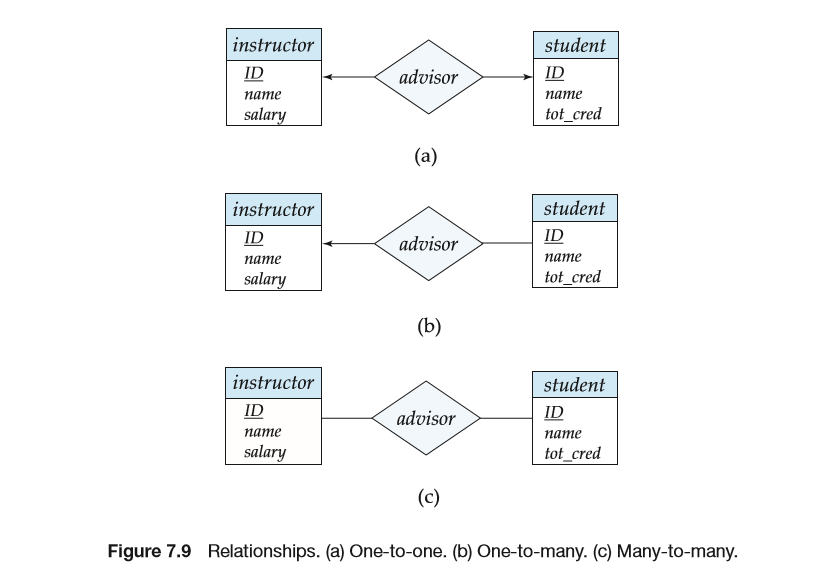 instructor
ID
name
salary
advisor
student
ID
name
tot_cred
(a)
instructor
ID
name
salary
advisor
student
ID
name
tot_cred
(b)
instructor
ID
name
salary
advisor
student
ID
name
tot_cred
(c)
Figure 7.9 Relationships. (a) One-to-one. (b) One-to-many. (c) Many-to-many.